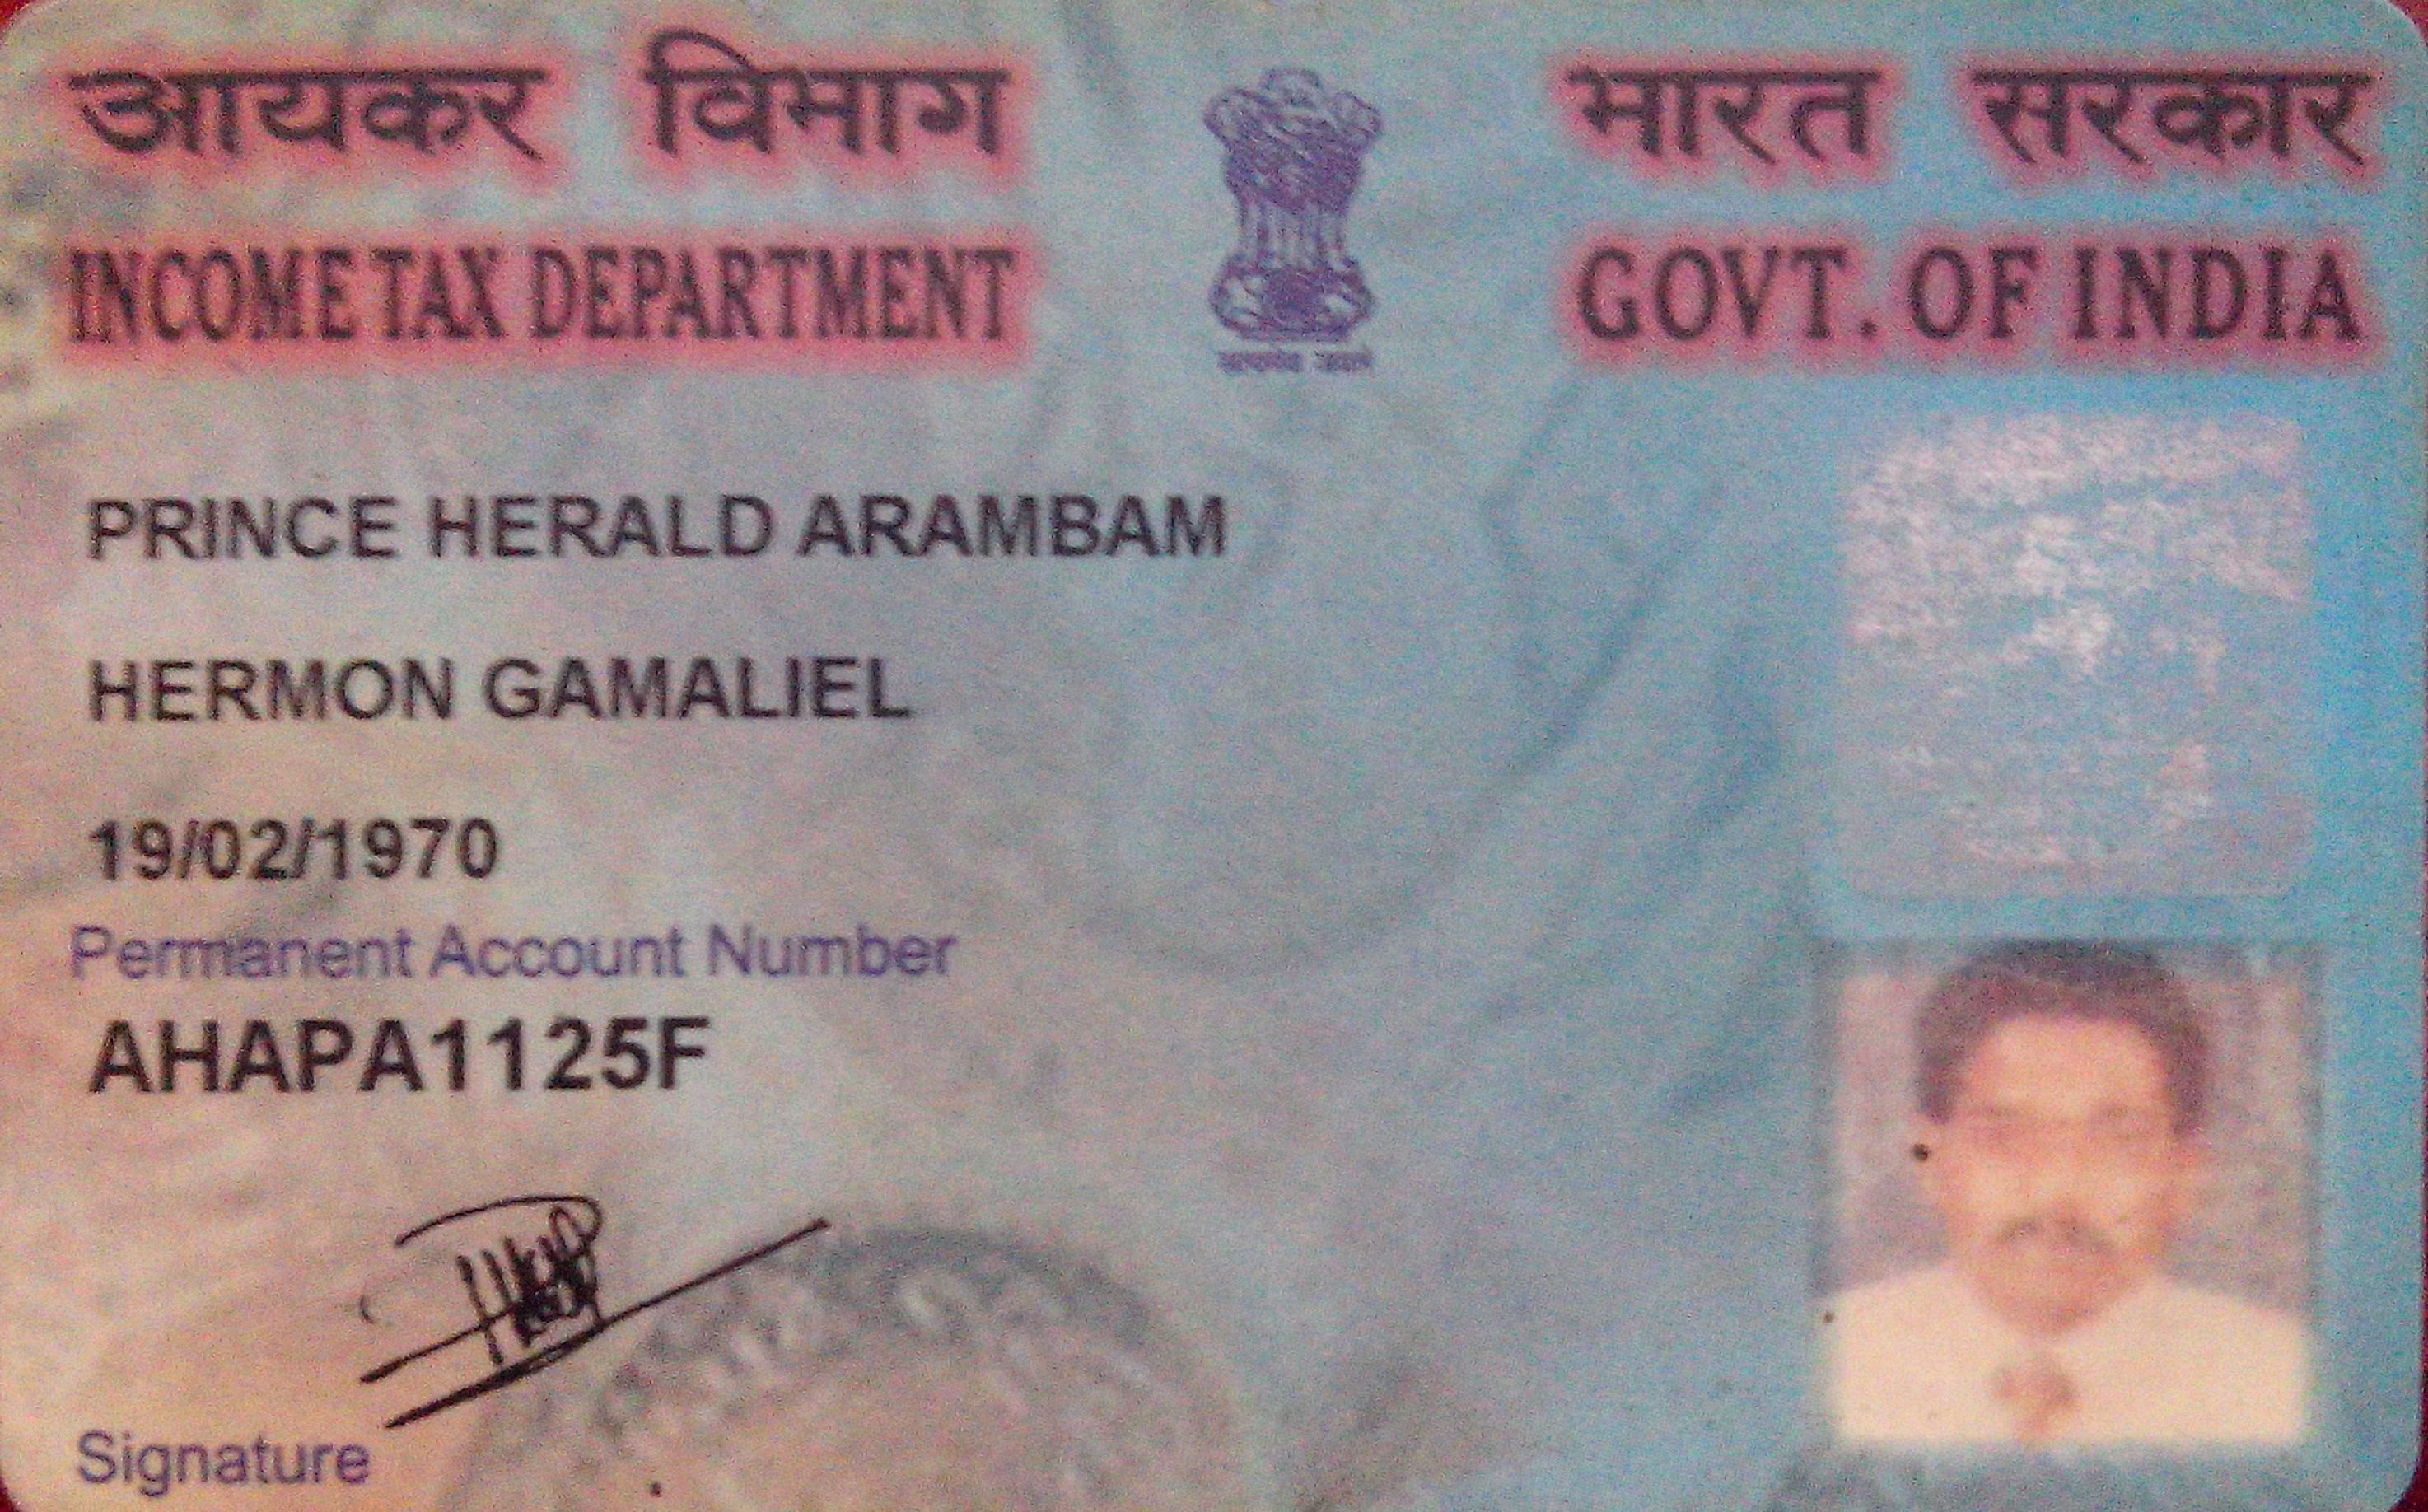 आयकर विभाग
भारत सरकार
INCOME TAX DEPARTMENT
GOVT. OF INDIA
सत्यमेव जयते
PRINCE HERALD ARAMBAM
HERMON GAMALIEL
19/02/1970
Permanent Account Number
AHAPA1125F
Signature